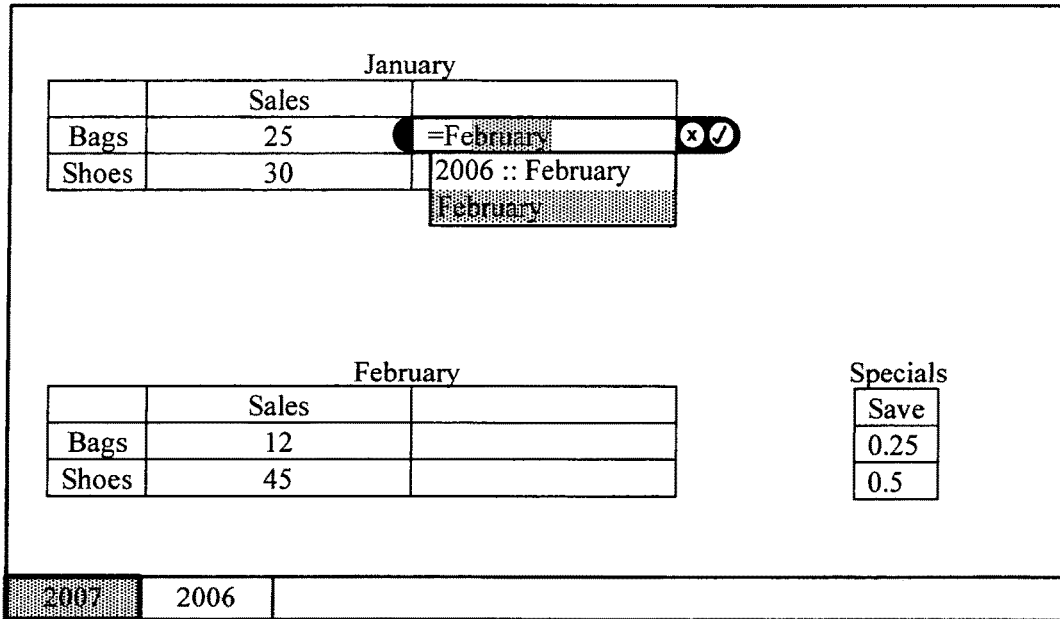 January
Sales
Bags 25 =February x ✓
Shoes 30 2006 :: February
February
February Specials
Sales Save
Bags 12 0.25
Shoes 45 0.5
2007 2006